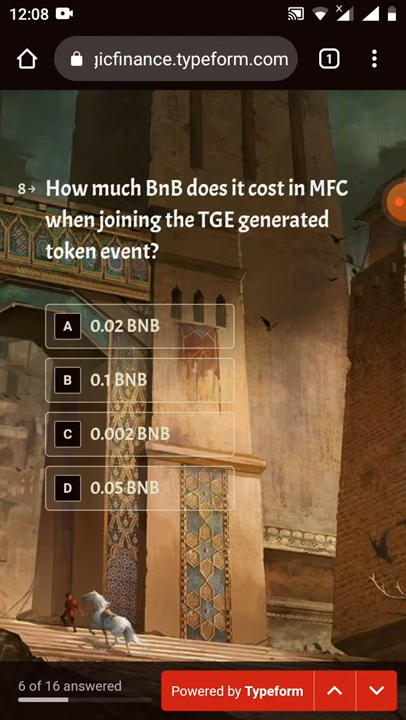 12:08
gicfinance.typeform.com
1
8→ How much BnB does it cost in MFC
when joining the TGE generated
token event?
A 0.02 BNB
B 0.1 BNB
C 0.002 BNB
D 0.05 BNB
6 of 16 answered
Powered by Typeform